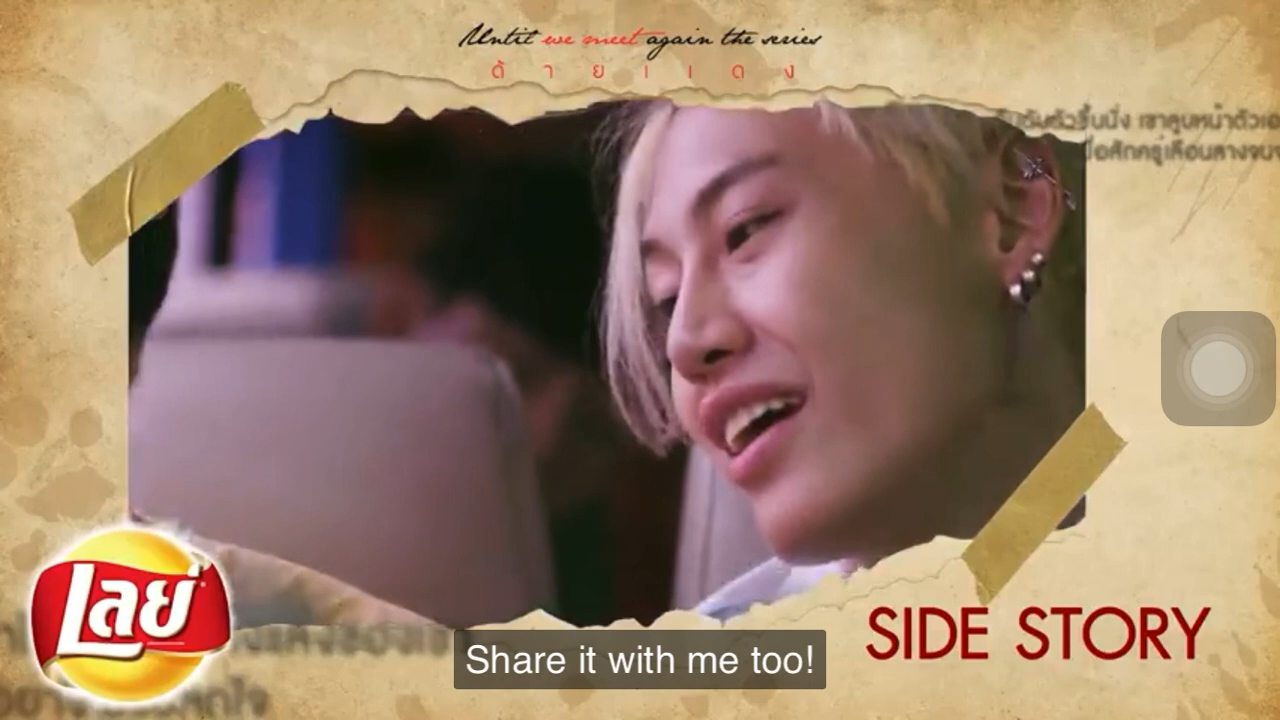 Until we meet again the series
ด้ายแดง
เลย์
SIDE STORY
Share it with me too!